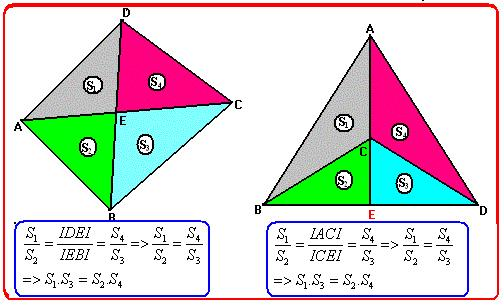 D
S₁
S₄
A
E
C
S₂
S₃
B
S₁/S₂ = IDEI/IEBI = S₄/S₃ => S₁/S₂ = S₄/S₃
=> S₁.S₃ = S₂.S₄
A
S₁
S₄
C
S₂
S₃
B
E
D
S₁/S₂ = IACI/ICEI = S₄/S₃ => S₁/S₂ = S₄/S₃
=> S₁.S₃ = S₂.S₄